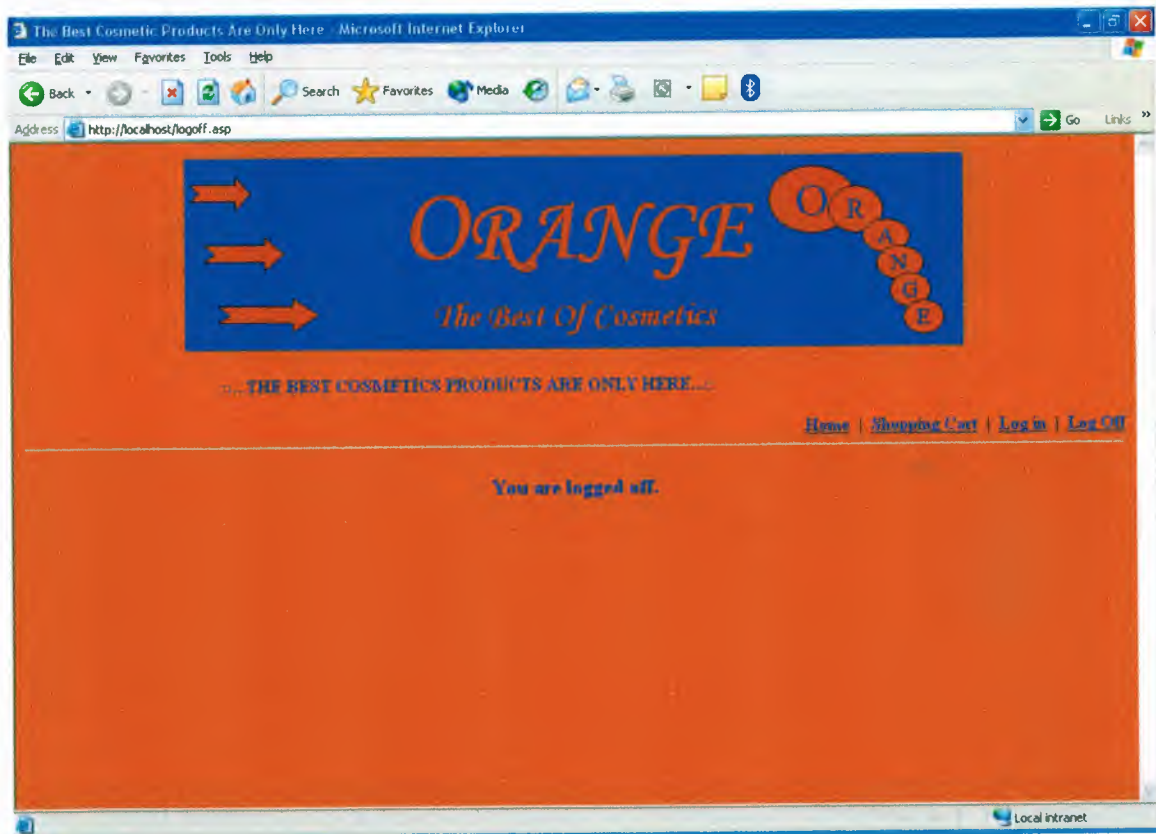 The Best Cosmetic Products Are Only Here - Microsoft Internet Explorer
File Edit View Favorites Tools Help
Back Search Favorites Media
Address http://localhost/logoff.asp Go Links »
ORANGE
The Best Of Cosmetics
O R A N G E
::...THE BEST COSMETICS PRODUCTS ARE ONLY HERE...::
Home | Shopping Cart | Log in | Log Off
You are logged off.
Local intranet